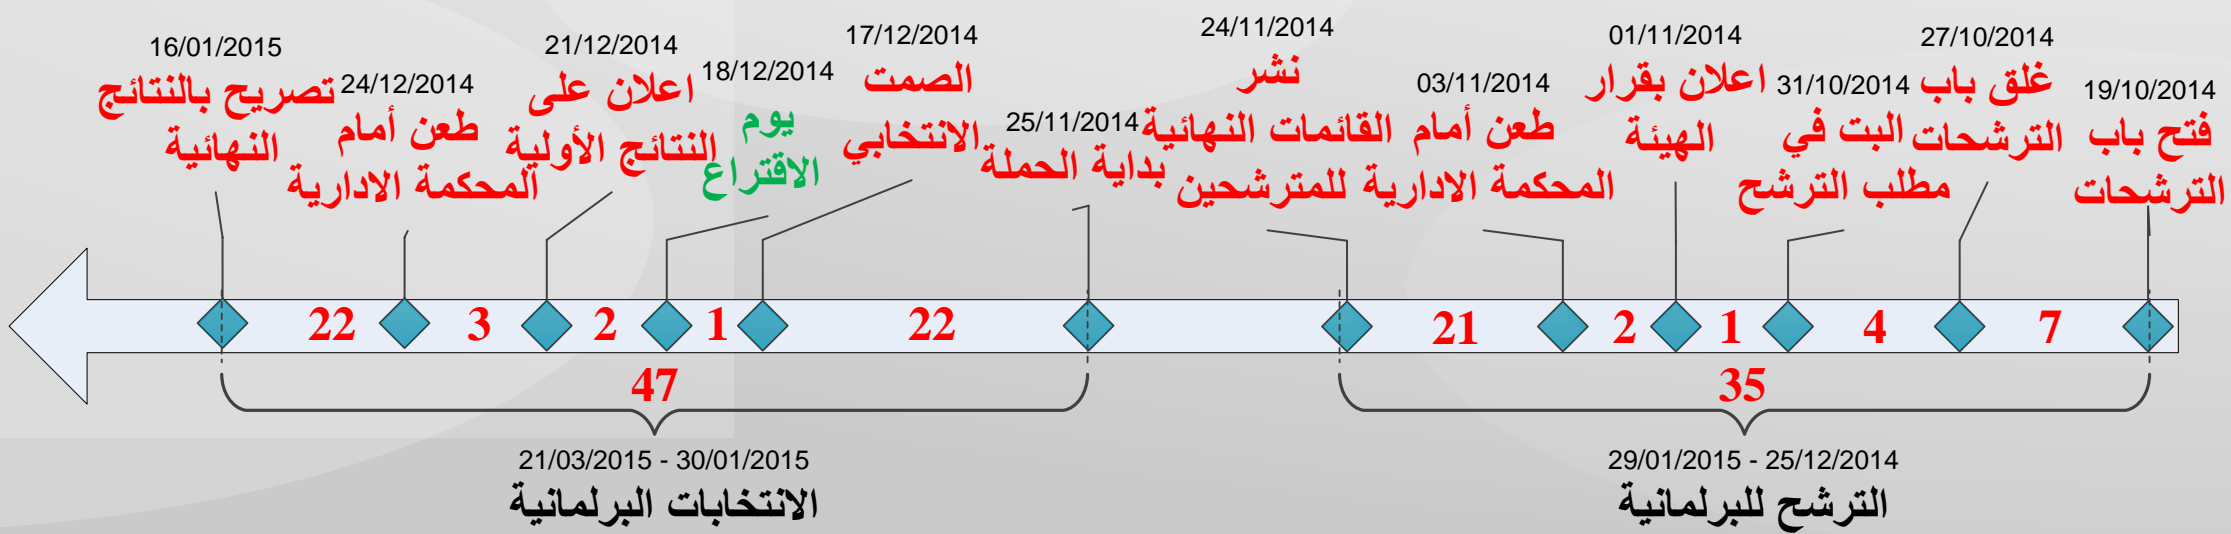 19/10/2014
فتح باب
الترشحات
27/10/2014
غلق باب
الترشحات
31/10/2014
البت في
مطلب الترشح
01/11/2014
اعلان بقرار
الهيئة
03/11/2014
طعن أمام
المحكمة الادارية
24/11/2014
نشر
القائمات النهائية
للمترشحين
25/11/2014
بداية الحملة
17/12/2014
الصمت
الانتخابي
18/12/2014
يوم
الاقتراع
21/12/2014
اعلان على
النتائج الأولية
24/12/2014
طعن أمام
المحكمة الادارية
16/01/2015
تصريح بالنتائج
النهائية
7
4
1
2
21
22
1
2
3
22
35
47
29/01/2015 - 25/12/2014
الترشح للبرلمانية
21/03/2015 - 30/01/2015
الانتخابات البرلمانية